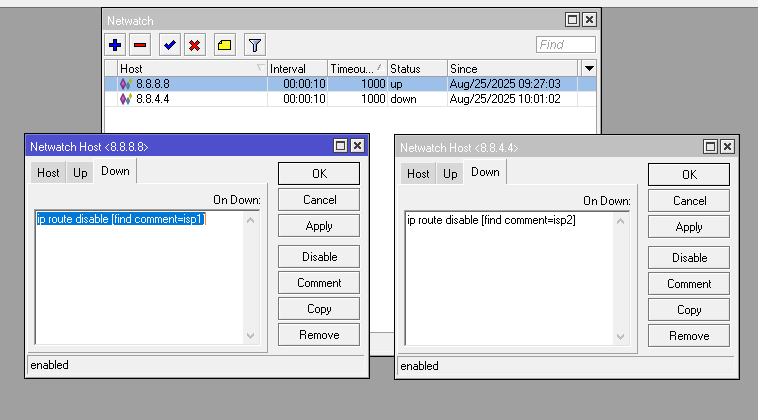 Netwatch
Find
Host Interval Timeou... Status Since
8.8.8.8 00:00:10 1000 up Aug/25/2025 09:27:03
8.8.4.4 00:00:10 1000 down Aug/25/2025 10:01:02
Netwatch Host <8.8.8.8>
Host Up Down
On Down:
ip route disable [find comment=isp1]
OK
Cancel
Apply
Disable
Comment
Copy
Remove
enabled
Netwatch Host <8.8.4.4>
Host Up Down
On Down:
ip route disable [find comment=isp2]
OK
Cancel
Apply
Disable
Comment
Copy
Remove
enabled